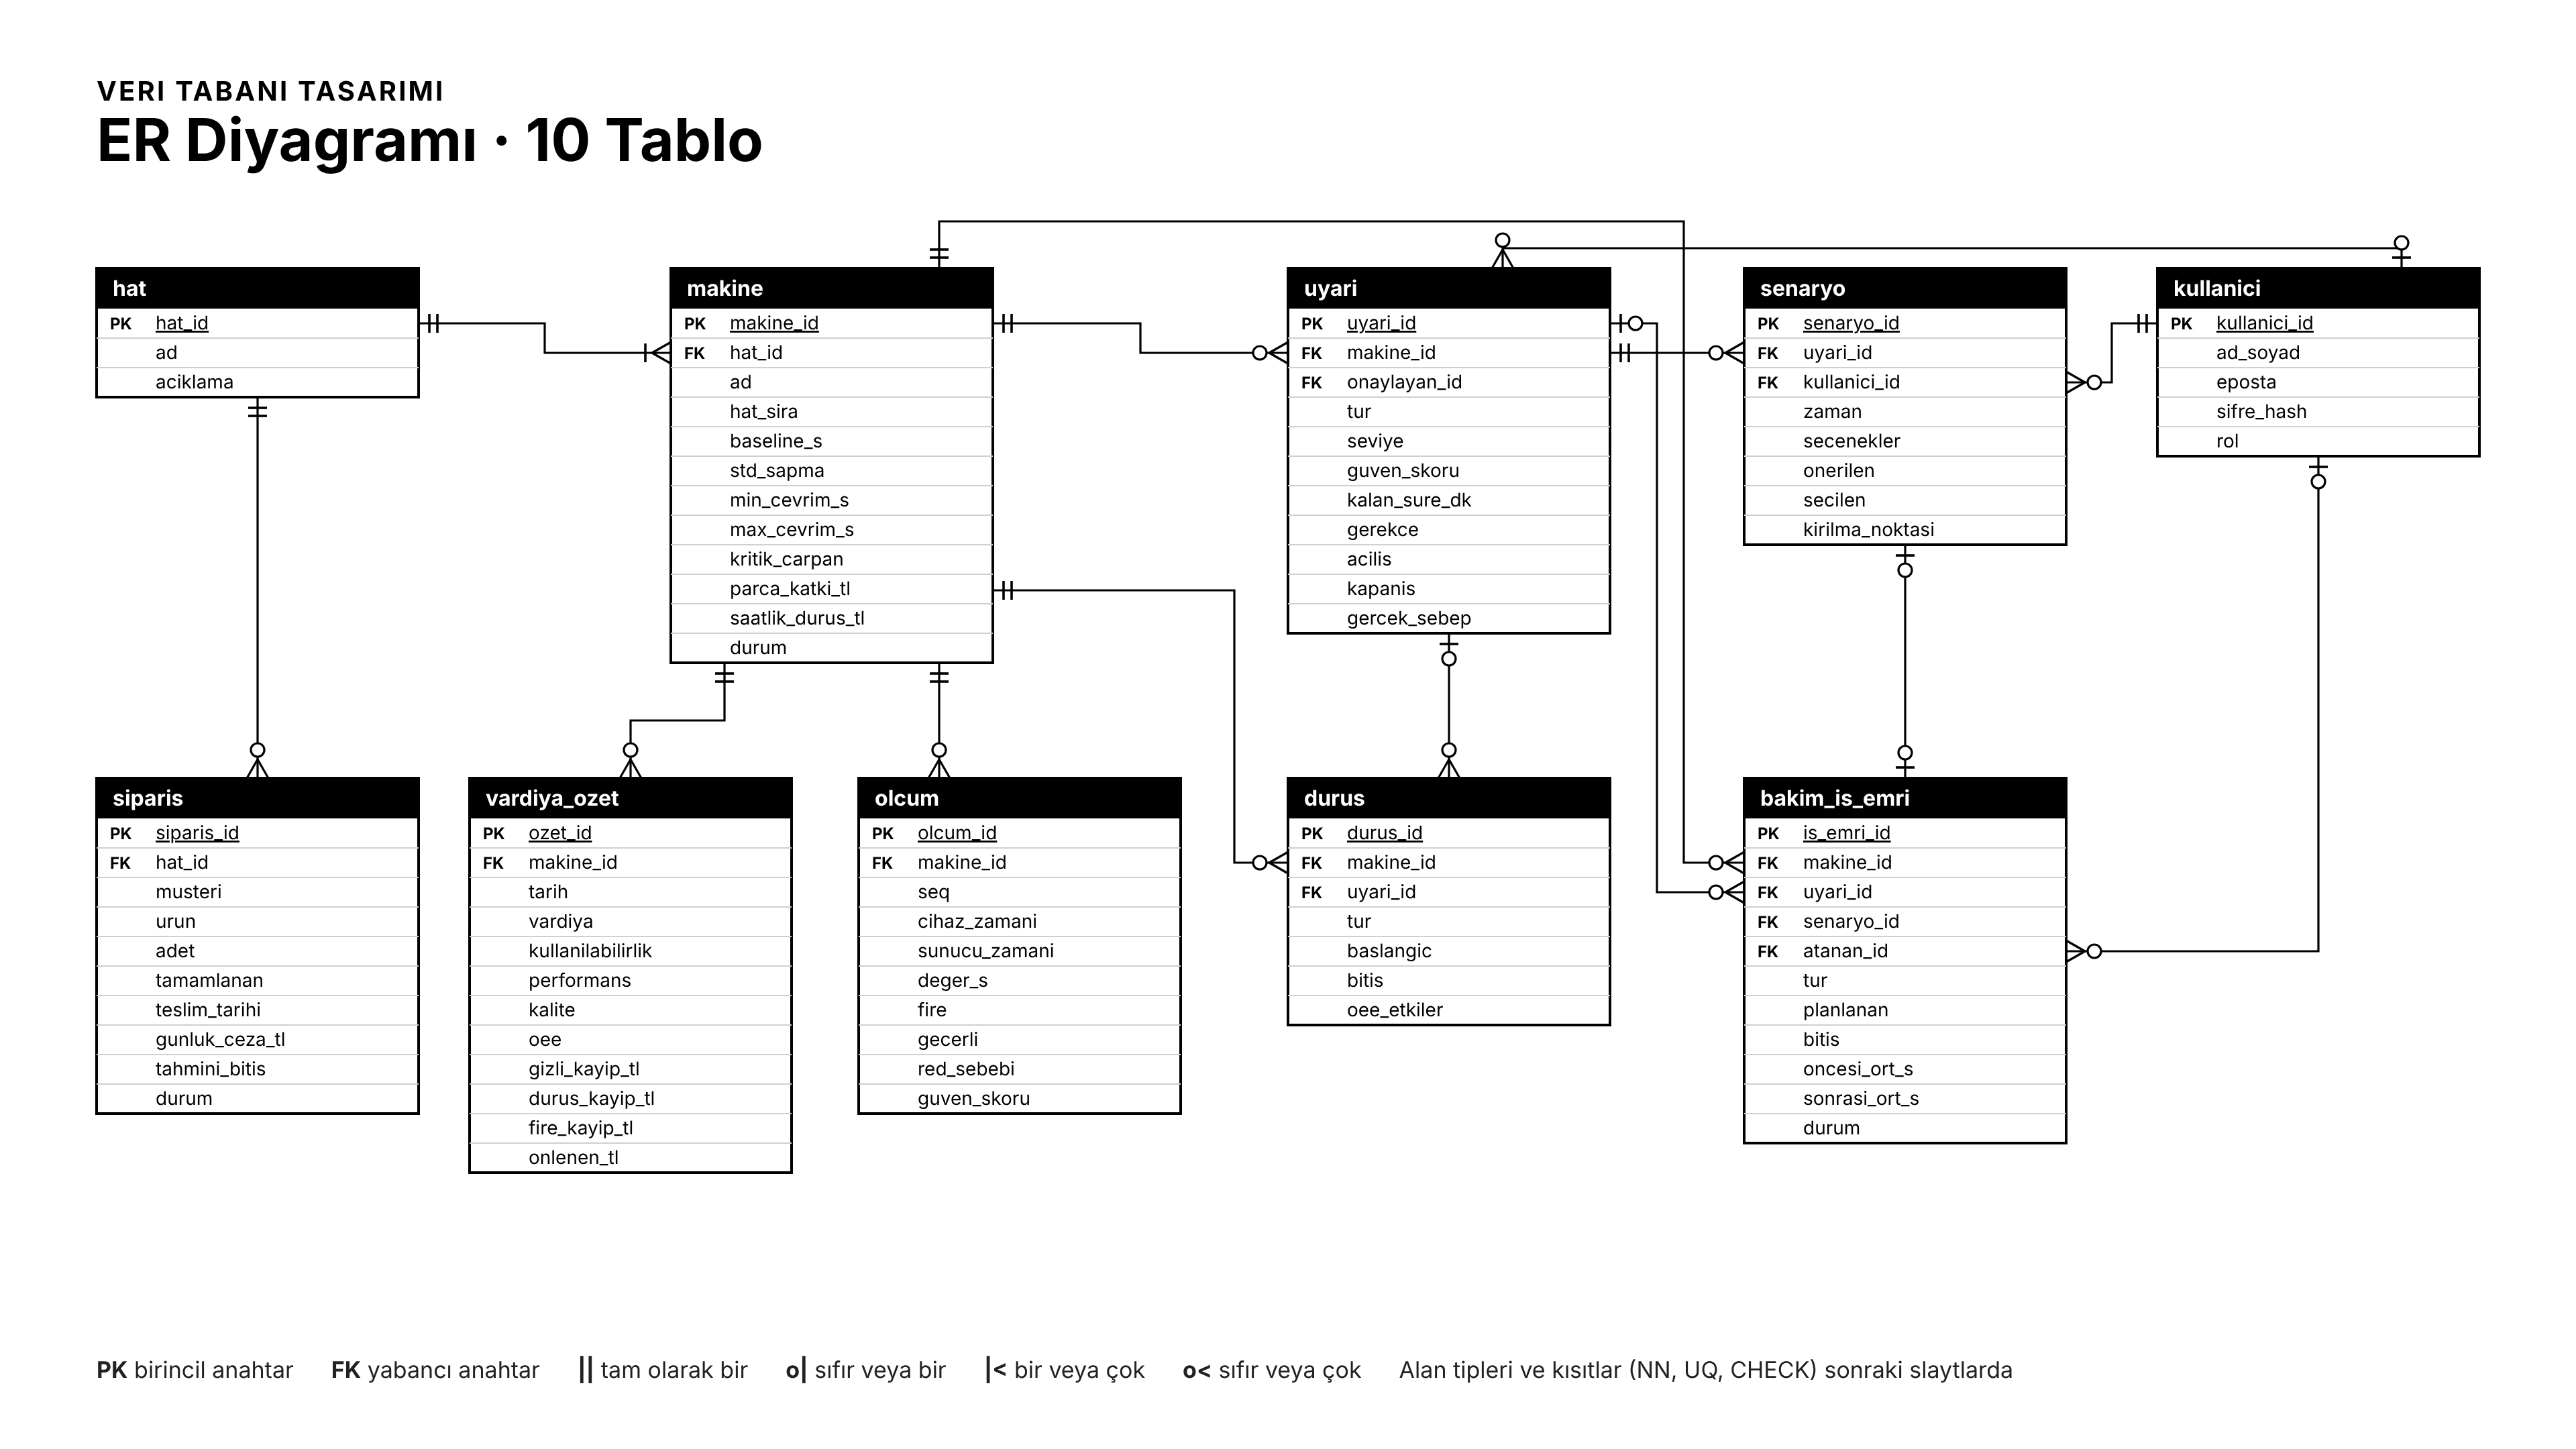 VERI TABANI TASARIMI
ER Diyagramı · 10 Tablo
hat
PK hat_id
ad
aciklama
makine
PK makine_id
FK hat_id
ad
hat_sira
baseline_s
std_sapma
min_cevrim_s
max_cevrim_s
kritik_carpan
parca_katki_tl
saatlik_durus_tl
durum
uyari
PK uyari_id
FK makine_id
FK onaylayan_id
tur
seviye
guven_skoru
kalan_sure_dk
gerekce
acilis
kapanis
gercek_sebep
senaryo
PK senaryo_id
FK uyari_id
FK kullanici_id
zaman
secenekler
onerilen
secilen
kirilma_noktasi
kullanici
PK kullanici_id
ad_soyad
eposta
sifre_hash
rol
siparis
PK siparis_id
FK hat_id
musteri
urun
adet
tamamlanan
teslim_tarihi
gunluk_ceza_tl
tahmini_bitis
durum
vardiya_ozet
PK ozet_id
FK makine_id
tarih
vardiya
kullanilabilirlik
performans
kalite
oee
gizli_kayip_tl
durus_kayip_tl
fire_kayip_tl
onlenen_tl
olcum
PK olcum_id
FK makine_id
seq
cihaz_zamani
sunucu_zamani
deger_s
fire
gecerli
red_sebebi
guven_skoru
durus
PK durus_id
FK makine_id
FK uyari_id
tur
baslangic
bitis
oee_etkiler
bakim_is_emri
PK is_emri_id
FK makine_id
FK uyari_id
FK senaryo_id
FK atanan_id
tur
planlanan
bitis
oncesi_ort_s
sonrasi_ort_s
durum
PK birincil anahtar FK yabancı anahtar || tam olarak bir o| sıfır veya bir |< bir veya çok o< sıfır veya çok Alan tipleri ve kısıtlar (NN, UQ, CHECK) sonraki slaytlarda